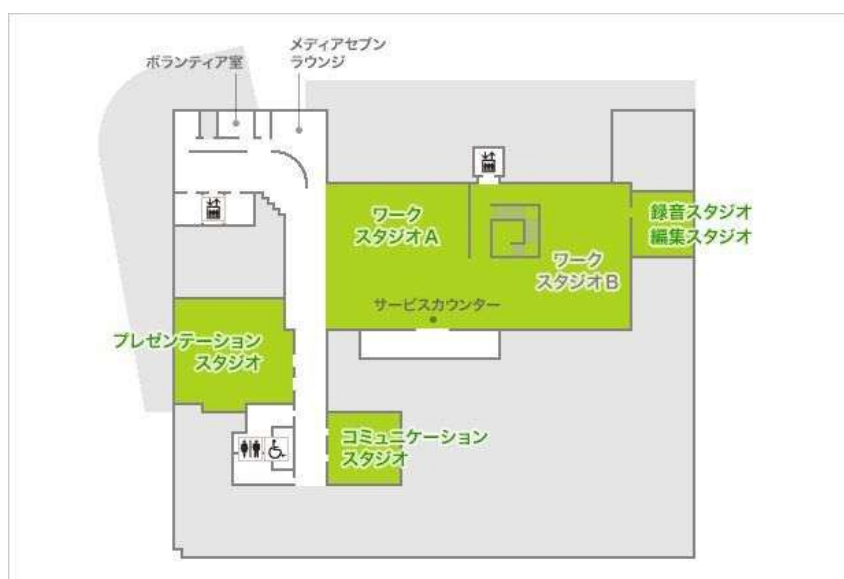 メディアセブン
ラウンジ
ボランティア室
ワーク
スタジオA
録音スタジオ
編集スタジオ
ワーク
スタジオB
サービスカウンター
プレゼンテーション
スタジオ
コミュニケーション
スタジオ